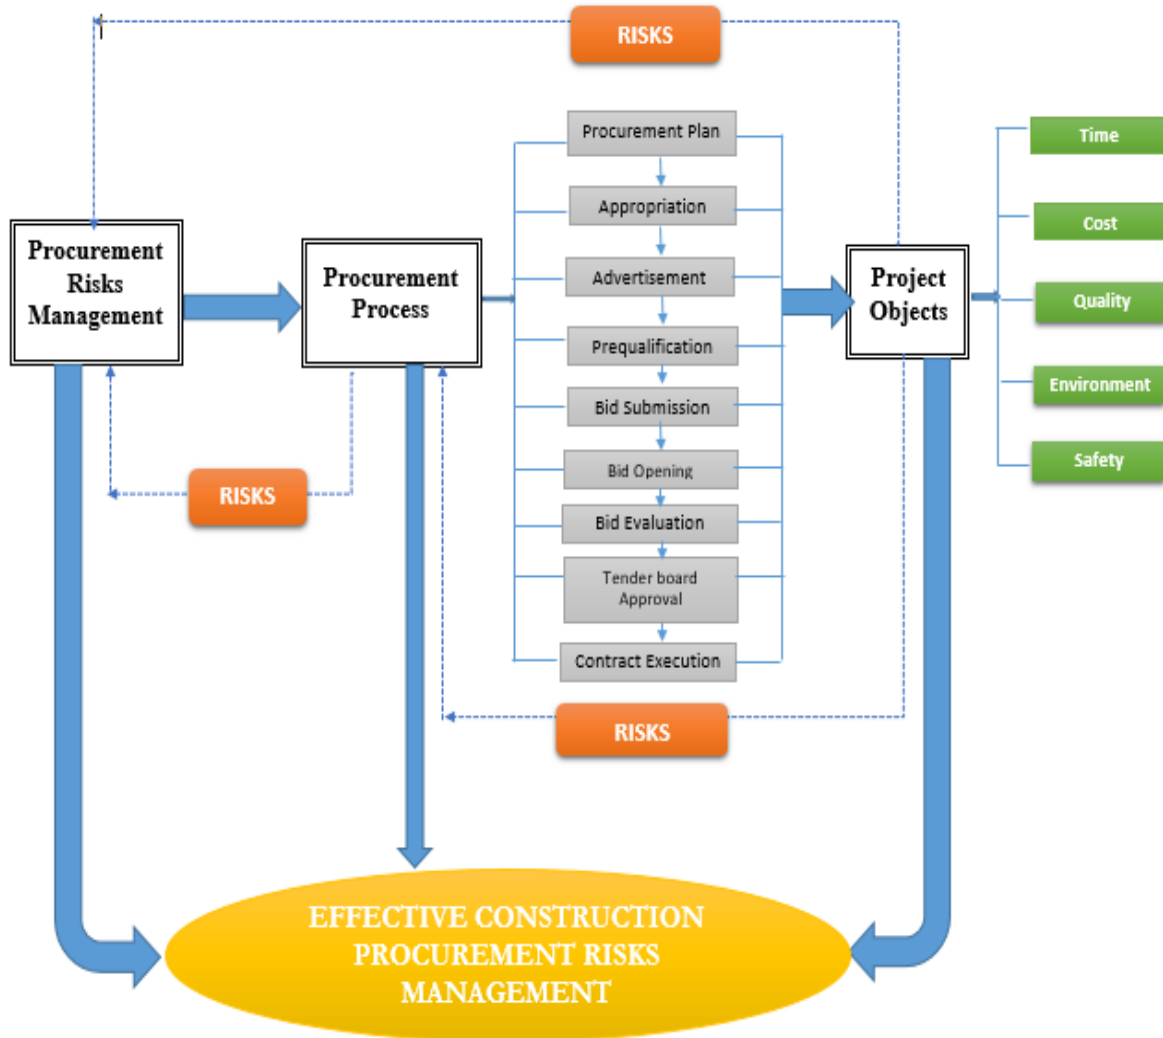 RISKS
Procurement
Risks
Management
Procurement
Process
Procurement Plan
Appropriation
Advertisement
Prequalification
Bid Submission
Bid Opening
Bid Evaluation
Tender board
Approval
Contract Execution
Project
Objects
Time
Cost
Quality
Environment
Safety
RISKS
RISKS
EFFECTIVE CONSTRUCTION
PROCUREMENT RISKS
MANAGEMENT